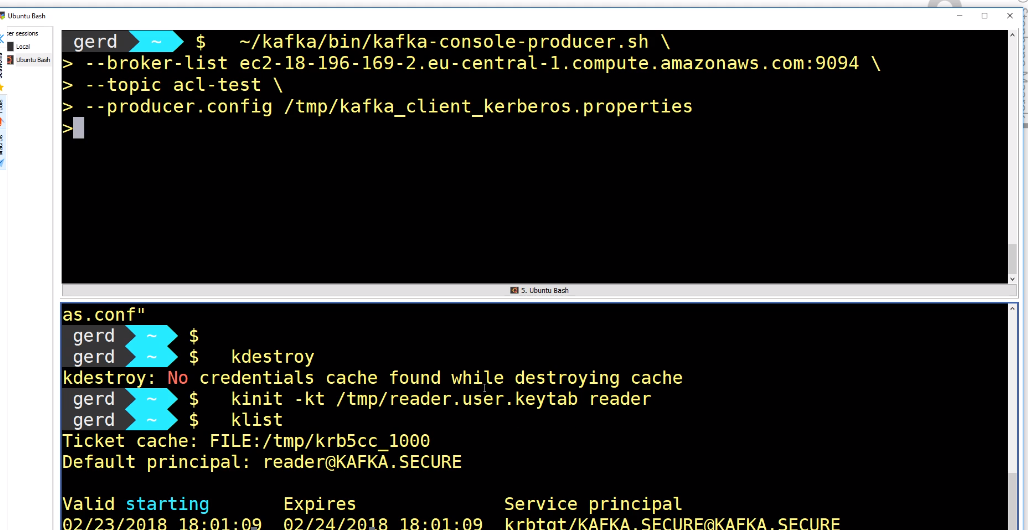 Ubuntu Bash
er sessions
Local
Ubuntu Bash
gerd ~ $ ~/kafka/bin/kafka-console-producer.sh \
> --broker-list ec2-18-196-169-2.eu-central-1.compute.amazonaws.com:9094 \
> --topic acl-test \
> --producer.config /tmp/kafka_client_kerberos.properties
>
5. Ubuntu Bash
as.conf"
gerd ~ $
gerd ~ $ kdestroy
kdestroy: No credentials cache found while destroying cache
gerd ~ $ kinit -kt /tmp/reader.user.keytab reader
gerd ~ $ klist
Ticket cache: FILE:/tmp/krb5cc_1000
Default principal: reader@KAFKA.SECURE
Valid starting Expires Service principal
02/23/2018 18:01:09 02/24/2018 18:01:09 krbtgt/KAFKA.SECURE@KAFKA.SECURE